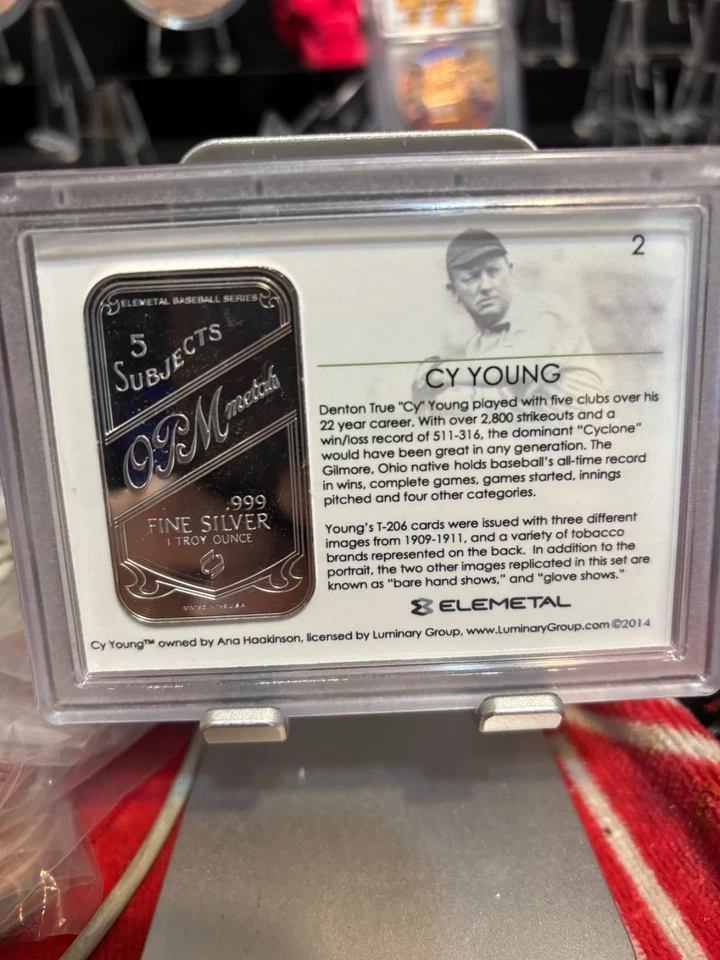 ELEMETAL BASEBALL SERIES
5
SUBJECTS
OPM metals
.999
FINE SILVER
1 TROY OUNCE
MINTED IN THE U.S.A.
2
CY YOUNG
Denton True "Cy" Young played with five clubs over his
22 year career. With over 2,800 strikeouts and a
win/loss record of 511-316, the dominant "Cyclone"
would have been great in any generation. The
Gilmore, Ohio native holds baseball's all-time record
in wins, complete games, games started, innings
pitched and four other categories.
Young's T-206 cards were issued with three different
images from 1909-1911, and a variety of tobacco
brands represented on the back. In addition to the
portrait, the two other images replicated in this set are
known as "bare hand shows," and "glove shows."
ELEMETAL
Cy Young™ owned by Ana Haakinson, licensed by Luminary Group, www.LuminaryGroup.com ©2014